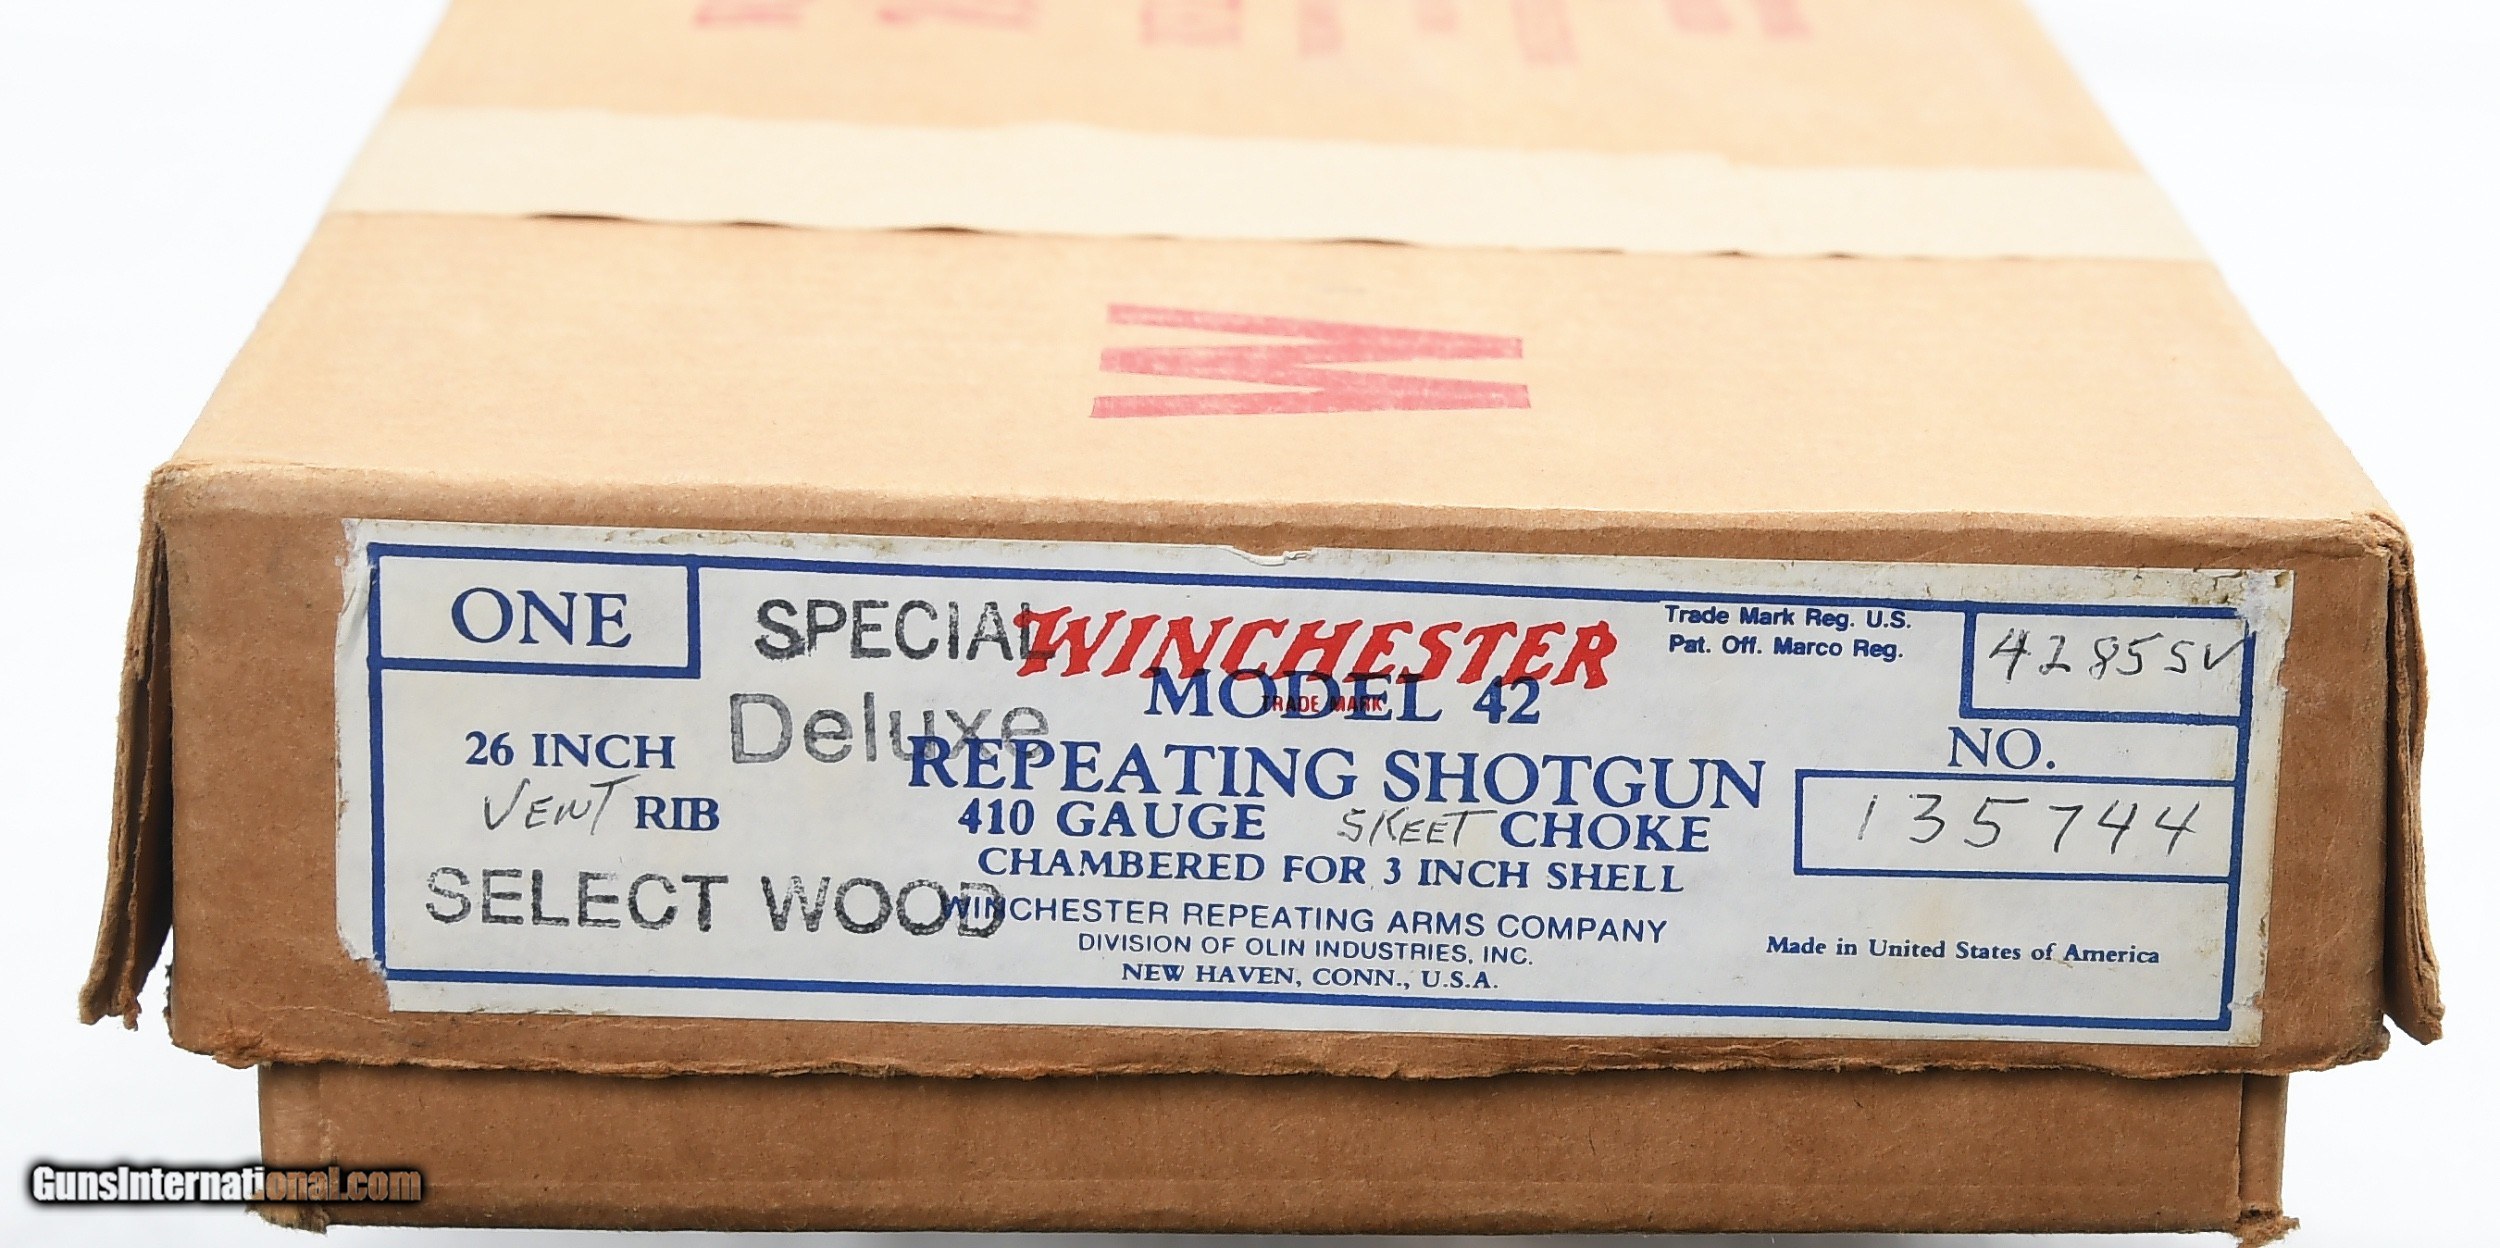 W
ONE
SPECIAL
Deluxe
WINCHESTER
TRADE MARK
MODEL 42
Trade Mark Reg. U.S.
Pat. Off. Marco Reg.
4285SV
26 INCH
VENT RIB
REPEATING SHOTGUN
NO.
410 GAUGE SKEET CHOKE
135744
CHAMBERED FOR 3 INCH SHELL
SELECT WOOD
WINCHESTER REPEATING ARMS COMPANY
DIVISION OF OLIN INDUSTRIES, INC.
NEW HAVEN, CONN., U.S.A.
Made in United States of America
GunsInternational.com